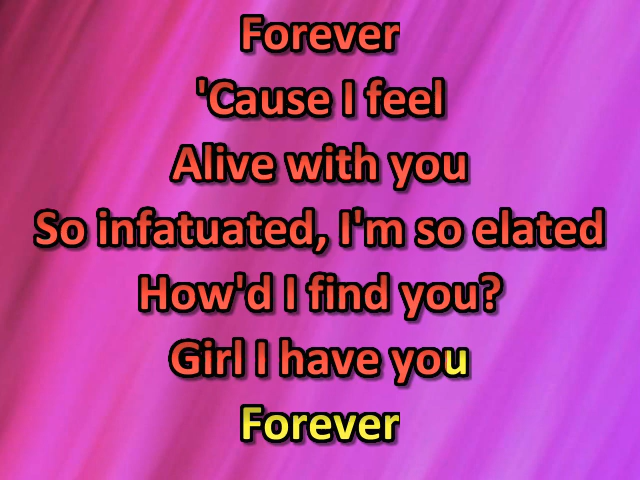 Forever
'Cause I feel
Alive with you
So infatuated, I'm so elated
How'd I find you?
Girl I have you
Forever